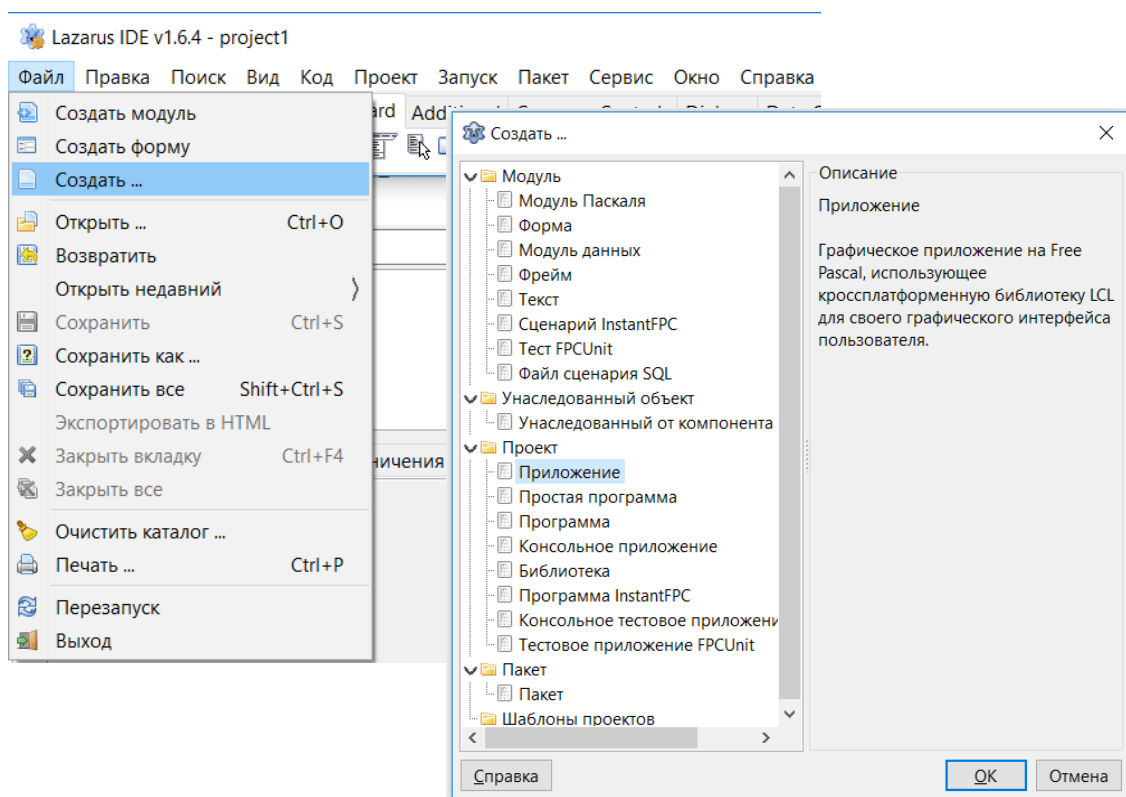 Lazarus IDE v1.6.4 - project1
Файл Правка Поиск Вид Код Проект Запуск Пакет Сервис Окно Справка
Создать модуль
Создать форму
Создать ...
Открыть ... Ctrl+O
Возвратить
Открыть недавний
Сохранить Ctrl+S
Сохранить как ...
Сохранить все Shift+Ctrl+S
Экспортировать в HTML
Закрыть вкладку Ctrl+F4
Закрыть все
Очистить каталог ...
Печать ... Ctrl+P
Перезапуск
Выход
ard
ничения
Создать ...
Модуль
Модуль Паскаля
Форма
Модуль данных
Фрейм
Текст
Сценарий InstantFPC
Тест FPCUnit
Файл сценария SQL
Унаследованный объект
Унаследованный от компонента
Проект
Приложение
Простая программа
Программа
Консольное приложение
Библиотека
Программа InstantFPC
Консольное тестовое приложени
Тестовое приложение FPCUnit
Пакет
Пакет
Шаблоны проектов
Описание
Приложение
Графическое приложение на Free
Pascal, использующее
кроссплатформенную библиотеку LCL
для своего графического интерфейса
пользователя.
Справка
OK
Отмена